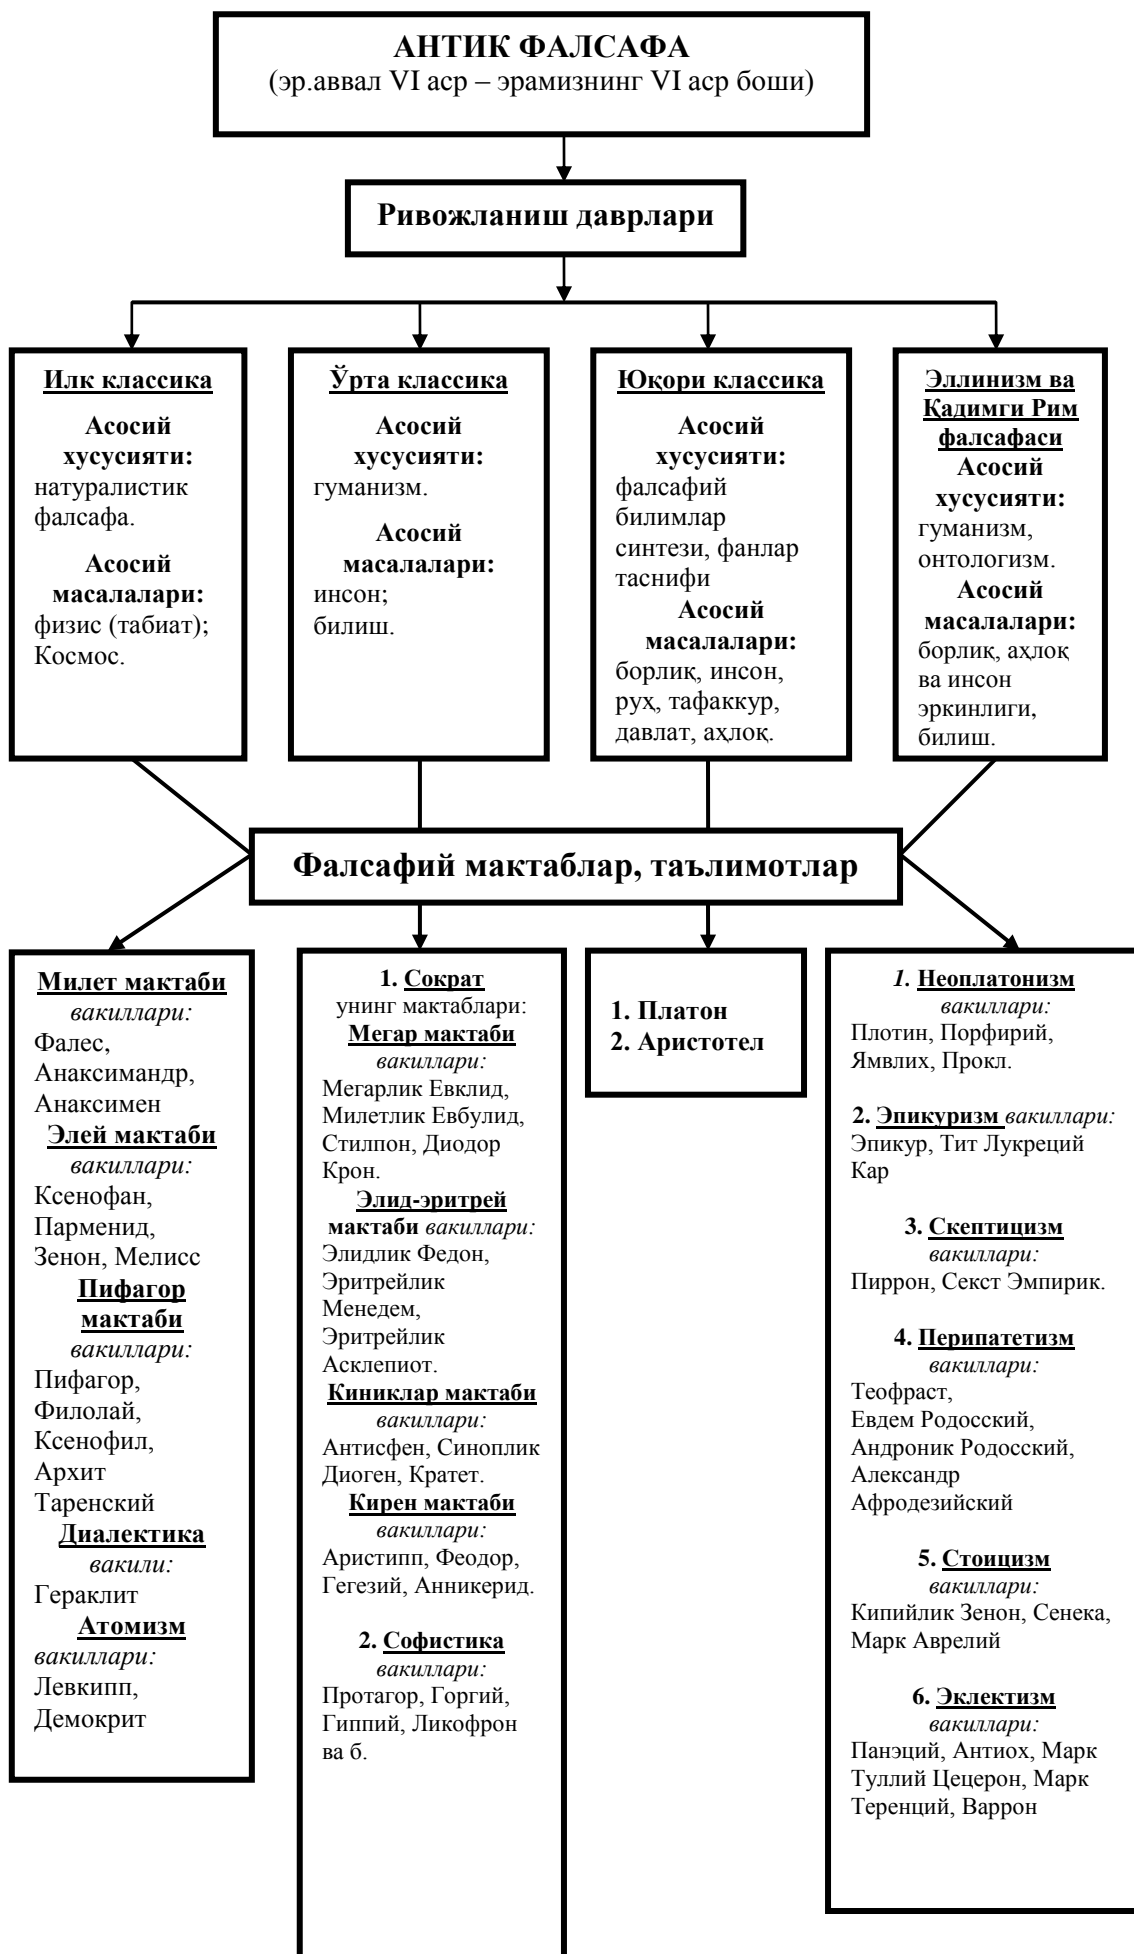 АНТИК ФАЛСАФА
(эр.аввал VI аср – эрамизнинг VI аср боши)
Ривожланиш даврлари
Илк классика
Асосий
хусусияти:
натуралистик
фалсафа.
Асосий
масалалари:
физис (табиат);
Космос.
Ўрта классика
Асосий
хусусияти:
гуманизм.
Асосий
масалалари:
инсон;
билиш.
Юқори классика
Асосий
хусусияти:
фалсафий
билимлар
синтези, фанлар
таснифи
Асосий
масалалари:
борлиқ, инсон,
руҳ, тафаккур,
давлат, аҳлоқ.
Эллинизм ва
Қадимги Рим
фалсафаси
Асосий
хусусияти:
гуманизм,
онтологизм.
Асосий
масалалари:
борлиқ, аҳлоқ
ва инсон
эркинлиги,
билиш.
Фалсафий мактаблар, таълимотлар
Милет мактаби
вакиллари:
Фалес,
Анаксимандр,
Анаксимен
Элей мактаби
вакиллари:
Ксенофан,
Парменид,
Зенон, Мелисс
Пифагор
мактаби
вакиллари:
Пифагор,
Филолай,
Ксенофил,
Архит
Таренский
Диалектика
вакили:
Гераклит
Атомизм
вакиллари:
Левкипп,
Демокрит
1. Сократ
унинг мактаблари:
Мегар мактаби
вакиллари:
Мегарлик Евклид,
Милетлик Евбулид,
Стилпон, Диодор
Крон.
Элид-эритрей
мактаби вакиллари:
Элидлик Федон,
Эритрейлик
Менедем,
Эритрейлик
Асклепиот.
Киниклар мактаби
вакиллари:
Антисфен, Синоплик
Диоген, Кратет.
Кирен мактаби
вакиллари:
Аристипп, Феодор,
Гегезий, Анникерид.
2. Софистика
вакиллари:
Протагор, Горгий,
Гиппий, Ликофрон
ва б.
1. Платон
2. Аристотел
1. Неоплатонизм
вакиллари:
Плотин, Порфирий,
Ямвлих, Прокл.
2. Эпикуризм вакиллари:
Эпикур, Тит Лукреций
Кар
3. Скептицизм
вакиллари:
Пиррон, Секст Эмпирик.
4. Перипатетизм
вакиллари:
Теофраст,
Евдем Родосский,
Андроник Родосский,
Александр
Афродезийский
5. Стоицизм
вакиллари:
Кипийлик Зенон, Сенека,
Марк Аврелий
6. Эклектизм
вакиллари:
Панэций, Антиох, Марк
Туллий Цецерон, Марк
Теренций, Варрон